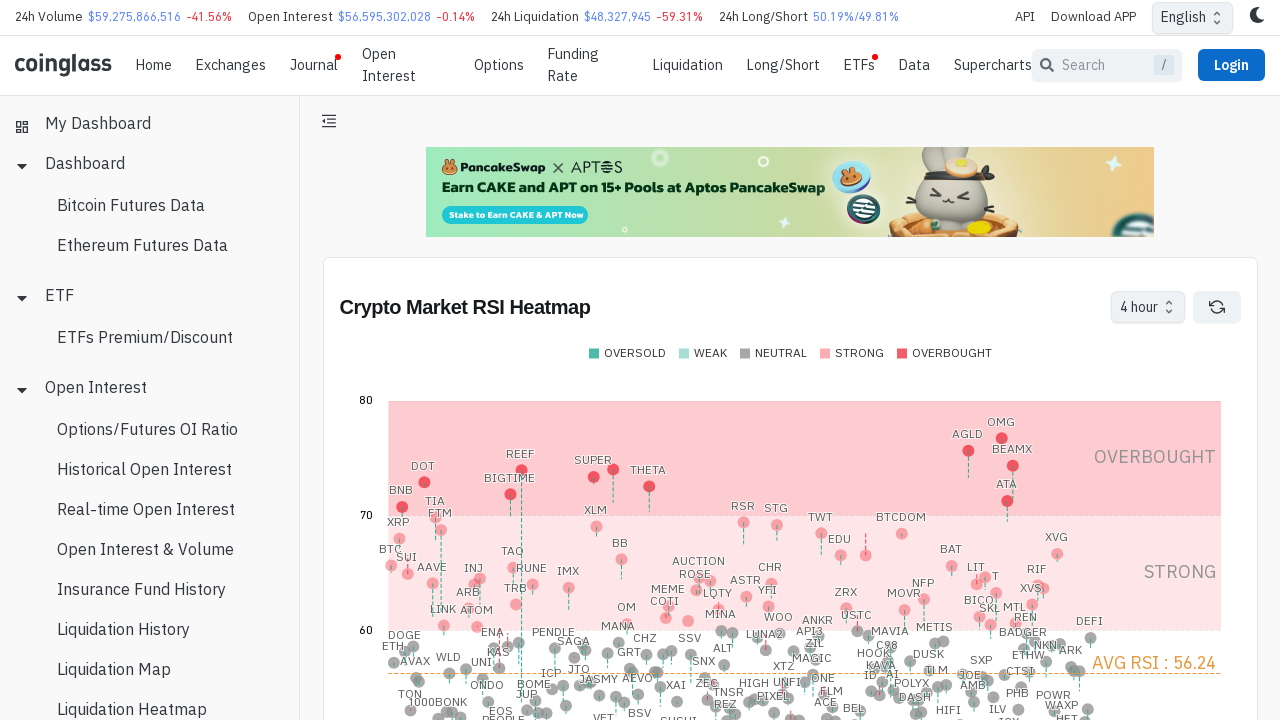 24h Volume $59,275,866,516 -41.56% Open Interest $56,595,302,028 -0.14% 24h Liquidation $48,327,945 -59.31% 24h Long/Short 50.19%/49.81% API Download APP English
coinglass Home Exchanges Journal Open Interest Options Funding Rate Liquidation Long/Short ETFs Data Supercharts Search / Login
My Dashboard
Dashboard
Bitcoin Futures Data
Ethereum Futures Data
ETF
ETFs Premium/Discount
Open Interest
Options/Futures OI Ratio
Historical Open Interest
Real-time Open Interest
Open Interest & Volume
Insurance Fund History
Liquidation History
Liquidation Map
Liquidation Heatmap
PancakeSwap X APTOS
Earn CAKE and APT on 15+ Pools at Aptos PancakeSwap
Stake to Earn CAKE & APT Now
Crypto Market RSI Heatmap 4 hour
OVERSOLD WEAK NEUTRAL STRONG OVERBOUGHT
80
OMG
AGLD
BEAMX
REEF SUPER
DOT THETA
OVERBOUGHT
BIGTIME
BNB ATA
TIA
70
FTM
XRP XLM RSR STG TWT BTCDOM
BTC TAO BB EDU BAT XVG
SUI AAVE INJ RUNE IMX AUCTION CHR LIT T RIF
STRONG
ROSE ASTR NFP
ARB TRB MEME LQTY YFI ZRX MOVR XVS
LINK ATOM OM COTI MINA WOO USTC BICO SKL MTL
60
ANKR REN DEFI
DOGE ENA PENDLE MANA LUNA2 API3 MAVIA METIS BADGER
ETH KAS SAGA CHZ SSV ALT ZIL C98 DUSK NKN
AVAX WLD UNI GRT SNX MAGIC HOOK SXP ETHW ARK
AVG RSI : 56.24
ICP JTO AEVO XTZ KAVA TLM CTSI
ONDO BOME JASMY XAI ZEC HIGH UNFI ONE ID AI POLYX JOE AMB
TON JUP TNSR PIXEL FLM DASH PHB POWR
1000BONK EOS BSV REZ ACE BEL HIFI ILV WAXP
PEOPLE VET SUSHI ICX HFT